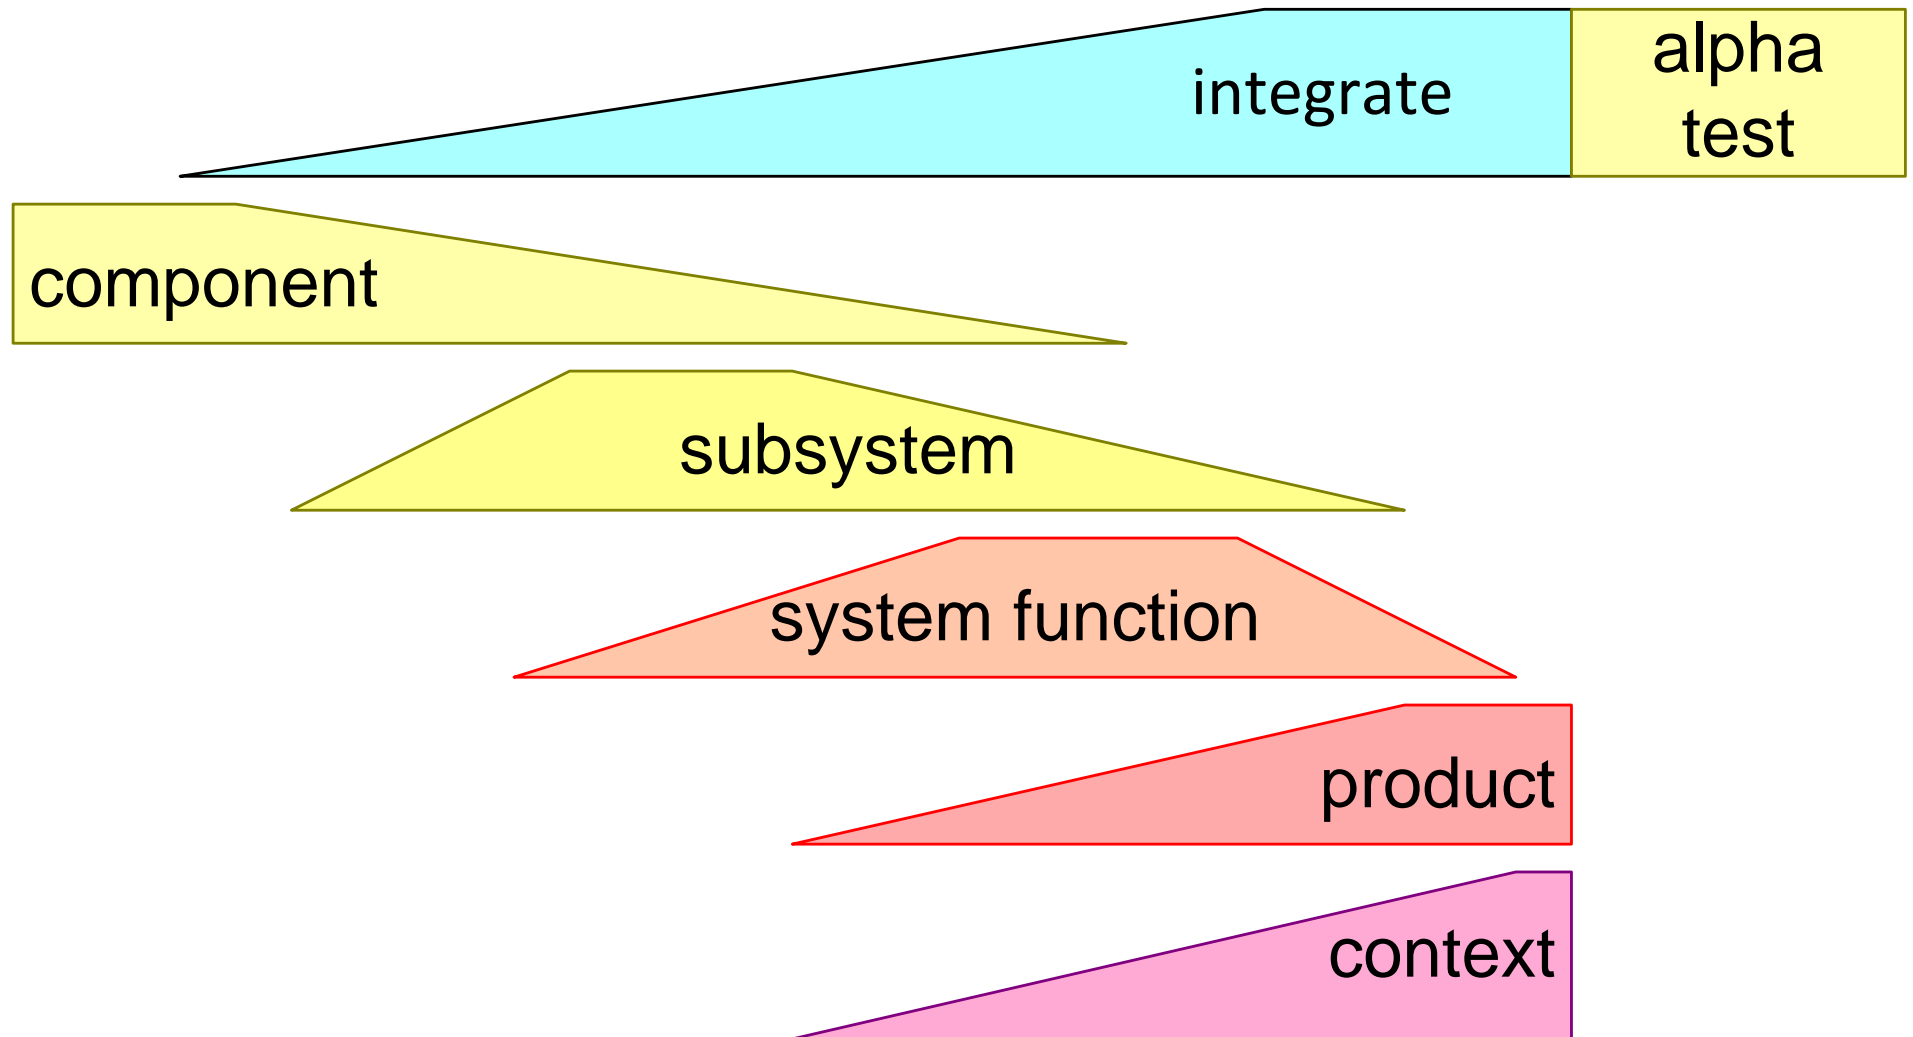 integrate
alpha
test
component
subsystem
system function
product
context